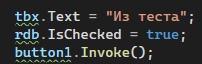 tbx.Text = "Из теста";
rdb.IsChecked = true;
button1.Invoke();